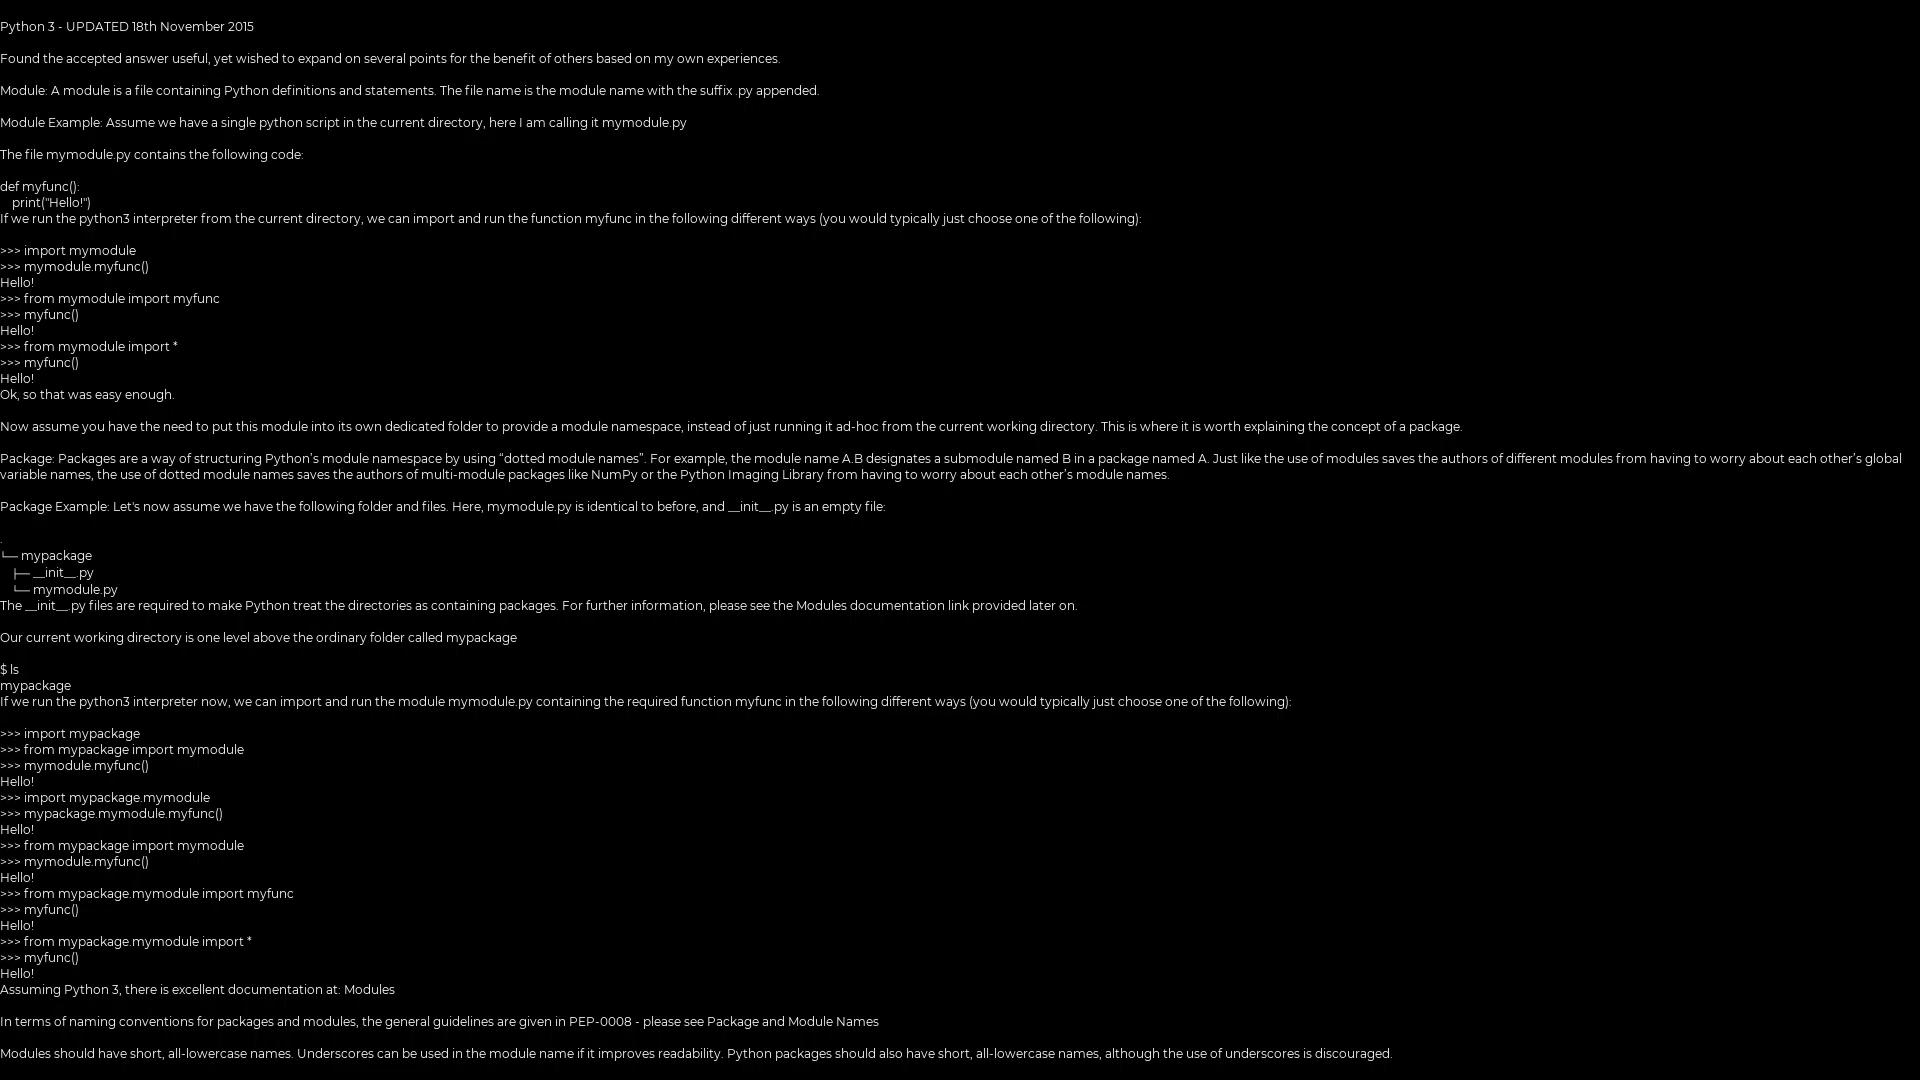 Python 3 - UPDATED 18th November 2015
Found the accepted answer useful, yet wished to expand on several points for the benefit of others based on my own experiences.
Module: A module is a file containing Python definitions and statements. The file name is the module name with the suffix .py appended.
Module Example: Assume we have a single python script in the current directory, here I am calling it mymodule.py
The file mymodule.py contains the following code:
def myfunc():
    print("Hello!")
If we run the python3 interpreter from the current directory, we can import and run the function myfunc in the following different ways (you would typically just choose one of the following):
>>> import mymodule
>>> mymodule.myfunc()
Hello!
>>> from mymodule import myfunc
>>> myfunc()
Hello!
>>> from mymodule import *
>>> myfunc()
Hello!
Ok, so that was easy enough.
Now assume you have the need to put this module into its own dedicated folder to provide a module namespace, instead of just running it ad-hoc from the current working directory. This is where it is worth explaining the concept of a package.
Package: Packages are a way of structuring Python’s module namespace by using “dotted module names”. For example, the module name A.B designates a submodule named B in a package named A. Just like the use of modules saves the authors of different modules from having to worry about each other’s global
variable names, the use of dotted module names saves the authors of multi-module packages like NumPy or the Python Imaging Library from having to worry about each other’s module names.
Package Example: Let's now assume we have the following folder and files. Here, mymodule.py is identical to before, and __init__.py is an empty file:
.
└── mypackage
    ├── __init__.py
    └── mymodule.py
The __init__.py files are required to make Python treat the directories as containing packages. For further information, please see the Modules documentation link provided later on.
Our current working directory is one level above the ordinary folder called mypackage
$ ls
mypackage
If we run the python3 interpreter now, we can import and run the module mymodule.py containing the required function myfunc in the following different ways (you would typically just choose one of the following):
>>> import mypackage
>>> from mypackage import mymodule
>>> mymodule.myfunc()
Hello!
>>> import mypackage.mymodule
>>> mypackage.mymodule.myfunc()
Hello!
>>> from mypackage import mymodule
>>> mymodule.myfunc()
Hello!
>>> from mypackage.mymodule import myfunc
>>> myfunc()
Hello!
>>> from mypackage.mymodule import *
>>> myfunc()
Hello!
Assuming Python 3, there is excellent documentation at: Modules
In terms of naming conventions for packages and modules, the general guidelines are given in PEP-0008 - please see Package and Module Names
Modules should have short, all-lowercase names. Underscores can be used in the module name if it improves readability. Python packages should also have short, all-lowercase names, although the use of underscores is discouraged.